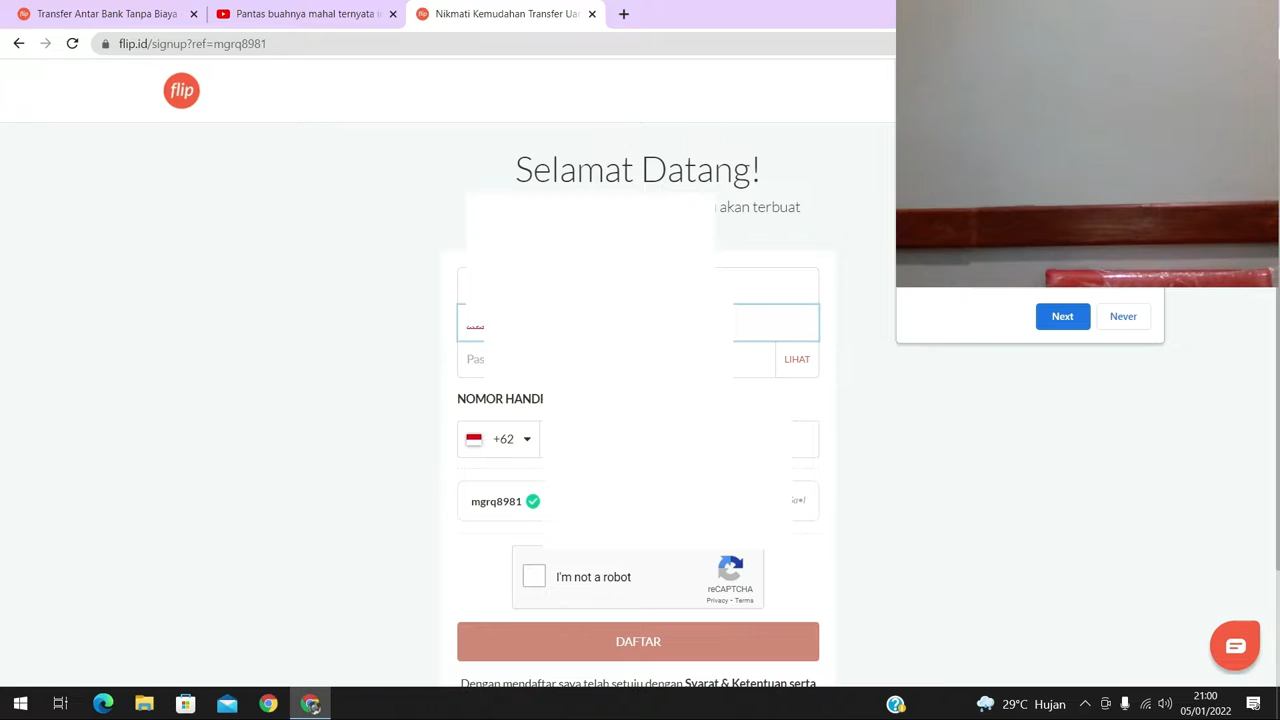 Transfer Antar Bank Tanpa Biaya
Pantas buahnya mahal ternyata
Nikmati Kemudahan Transfer
flip.id/signup?ref=mgrq8981
flip
Selamat Datang!
akan terbuat
LIHAT
NOMOR HANDI
+62
mgrq8981
I'm not a robot
reCAPTCHA
Privacy - Terms
DAFTAR
Dengan mendaftar saya telah setuju dengan Syarat & Ketentuan serta
Next
Never
29°C Hujan
21:00
05/01/2022